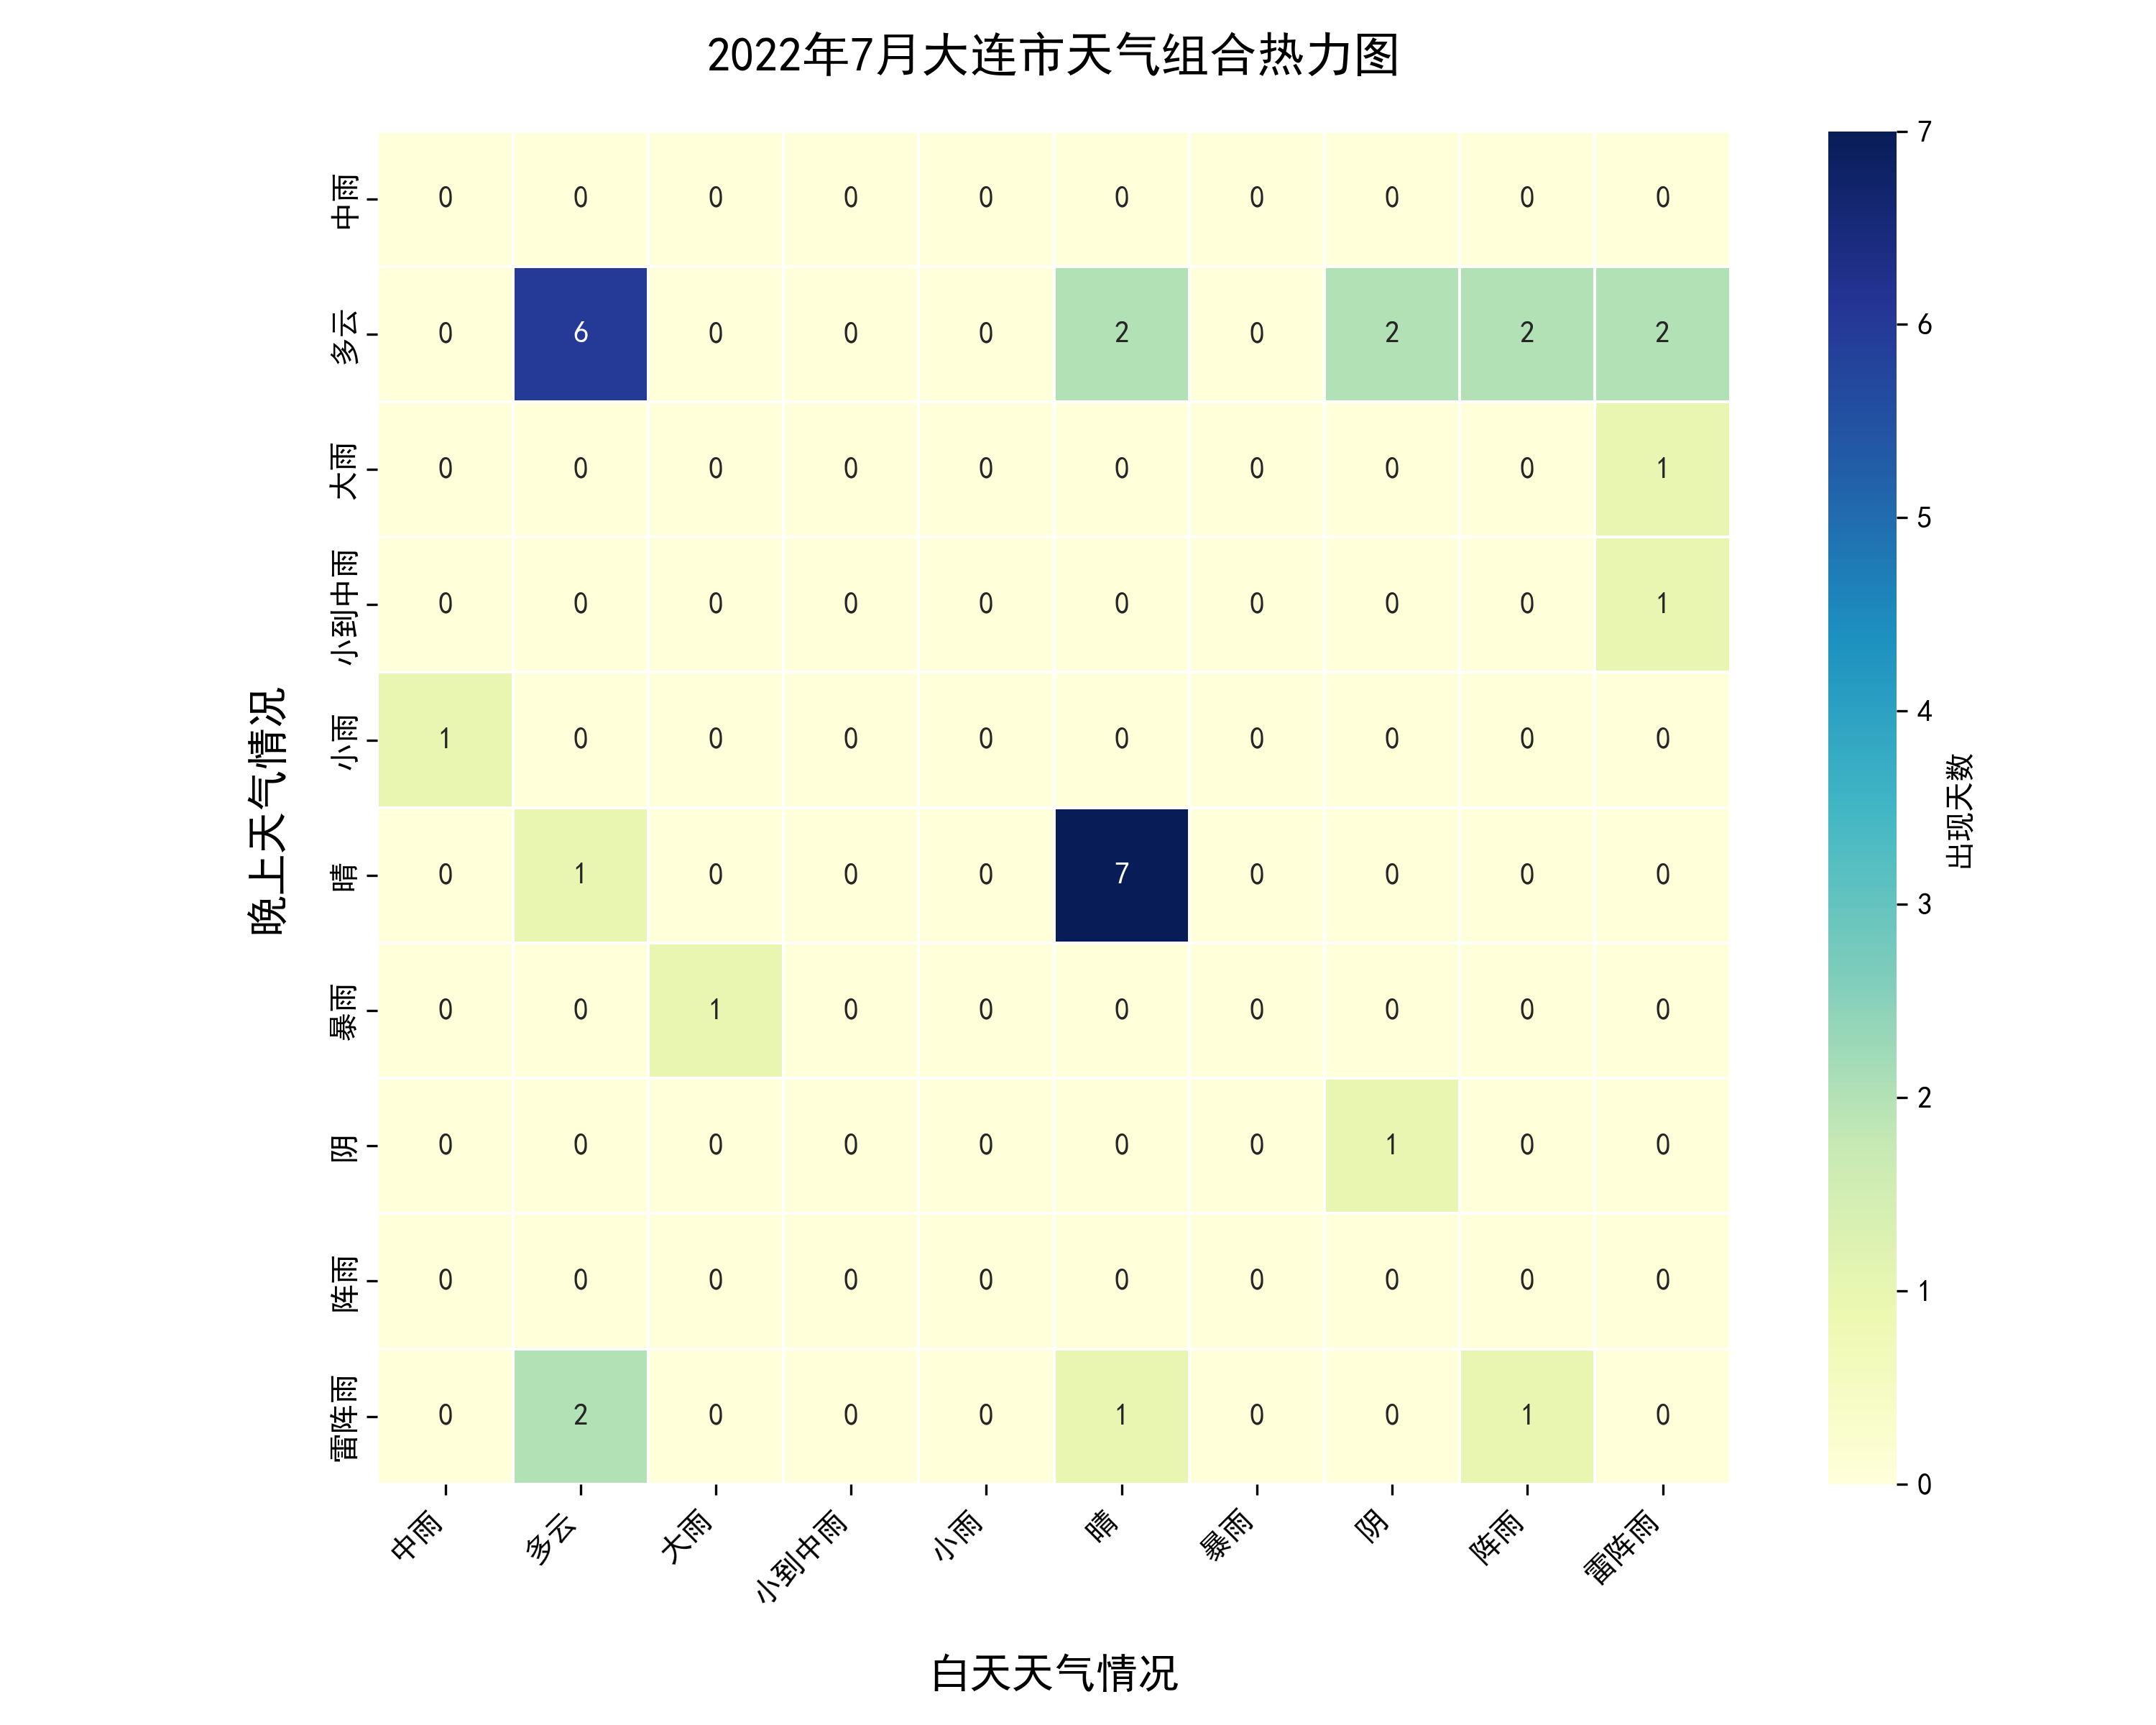 2022年7月大连市天气组合热力图
中雨 0 0 0 0 0 0 0 0 0 0
多云 0 6 0 0 0 2 0 2 2 2
大雨 0 0 0 0 0 0 0 0 0 1
小到中雨 0 0 0 0 0 0 0 0 0 1
小雨 1 0 0 0 0 0 0 0 0 0
晴 0 1 0 0 0 7 0 0 0 0
暴雨 0 0 1 0 0 0 0 0 0 0
阴 0 0 0 0 0 0 0 1 0 0
阵雨 0 0 0 0 0 0 0 0 0 0
雷阵雨 0 2 0 0 0 1 0 0 1 0
中雨 多云 大雨 小到中雨 小雨 晴 暴雨 阴 阵雨 雷阵雨
白天天气情况
晚上天气情况
7
6
5
4
3
2
1
0
出现天数